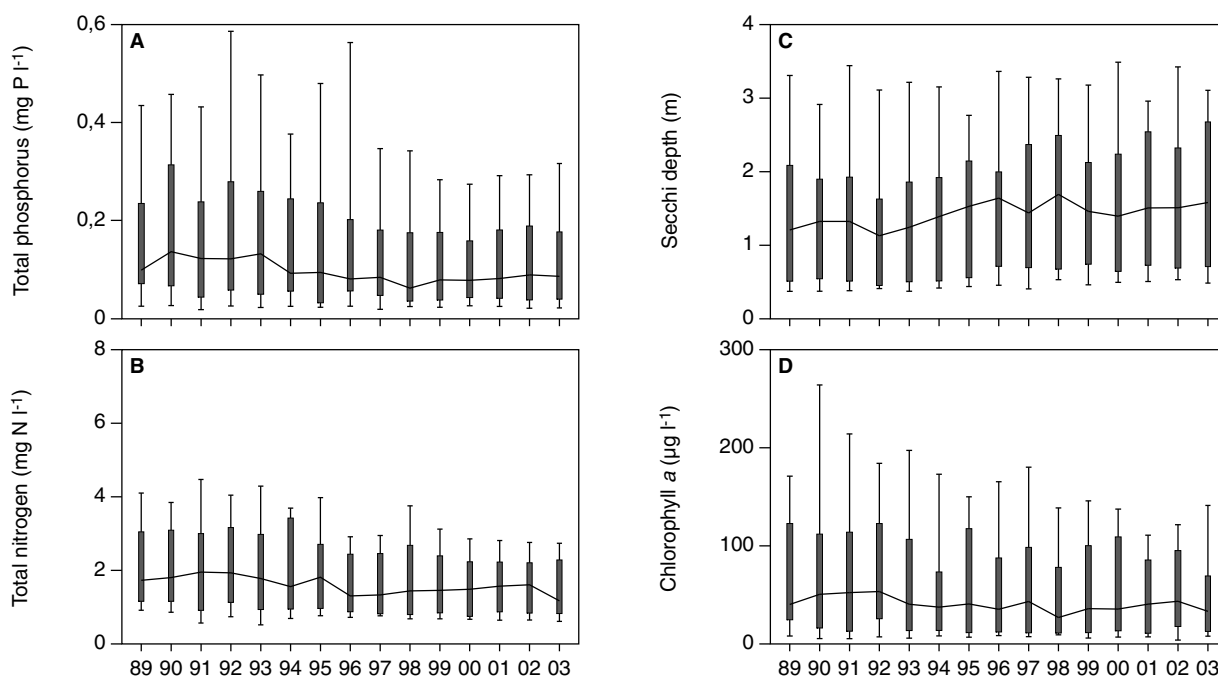 A
Total phosphorus (mg P l-1)
0,6
0,4
0,2
0
C
Secchi depth (m)
4
3
2
1
0
B
Total nitrogen (mg N l-1)
8
6
4
2
0
89 90 91 92 93 94 95 96 97 98 99 00 01 02 03
D
Chlorophyll a (µg l-1)
300
200
100
0
89 90 91 92 93 94 95 96 97 98 99 00 01 02 03